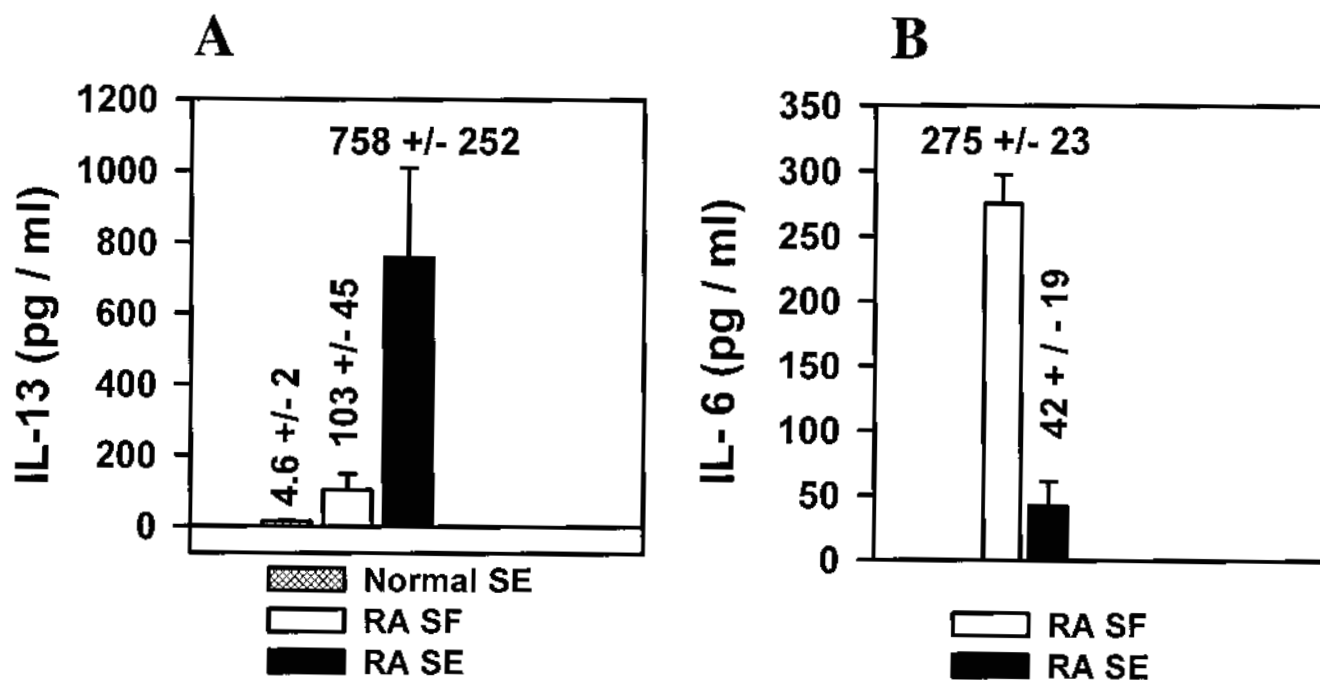 A
IL-13 (pg / ml)
1200
1000
800
600
400
200
0
4.6 +/- 2
103 +/- 45
758 +/- 252
Normal SE
RA SF
RA SE
B
IL- 6 (pg / ml)
350
300
250
200
150
100
50
0
275 +/- 23
42 + / - 19
RA SF
RA SE